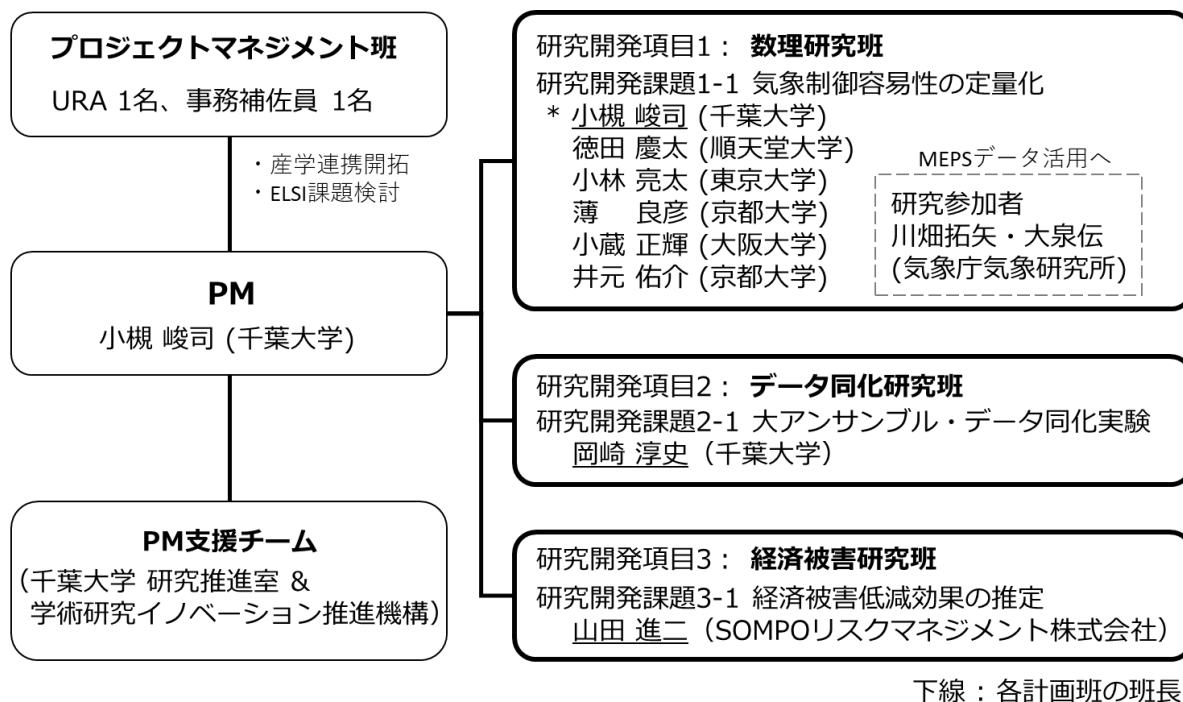 プロジェクトマネジメント班
URA 1名、事務補佐員 1名
・産学連携開拓
・ELSI課題検討
PM
小槻 峻司 (千葉大学)
PM支援チーム
(千葉大学 研究推進室 &
学術研究イノベーション推進機構)
研究開発項目1： 数理研究班
研究開発課題1-1 気象制御容易性の定量化
* 小槻 峻司 (千葉大学)
徳田 慶太 (順天堂大学)
小林 亮太 (東京大学)
薄　 良彦 (京都大学)
小蔵 正輝 (大阪大学)
井元 佑介 (京都大学)
MEPSデータ活用へ
研究参加者
川畑拓矢・大泉伝
(気象庁気象研究所)
研究開発項目2： データ同化研究班
研究開発課題2-1 大アンサンブル・データ同化実験
岡崎 淳史（千葉大学）
研究開発項目3： 経済被害研究班
研究開発課題3-1 経済被害低減効果の推定
山田 進二（SOMPOリスクマネジメント株式会社）
下線：各計画班の班長